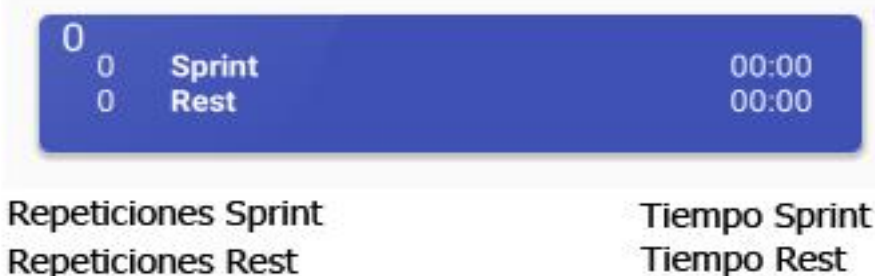 0
0 Sprint 00:00
0 Rest 00:00
Repeticiones Sprint Tiempo Sprint
Repeticiones Rest Tiempo Rest